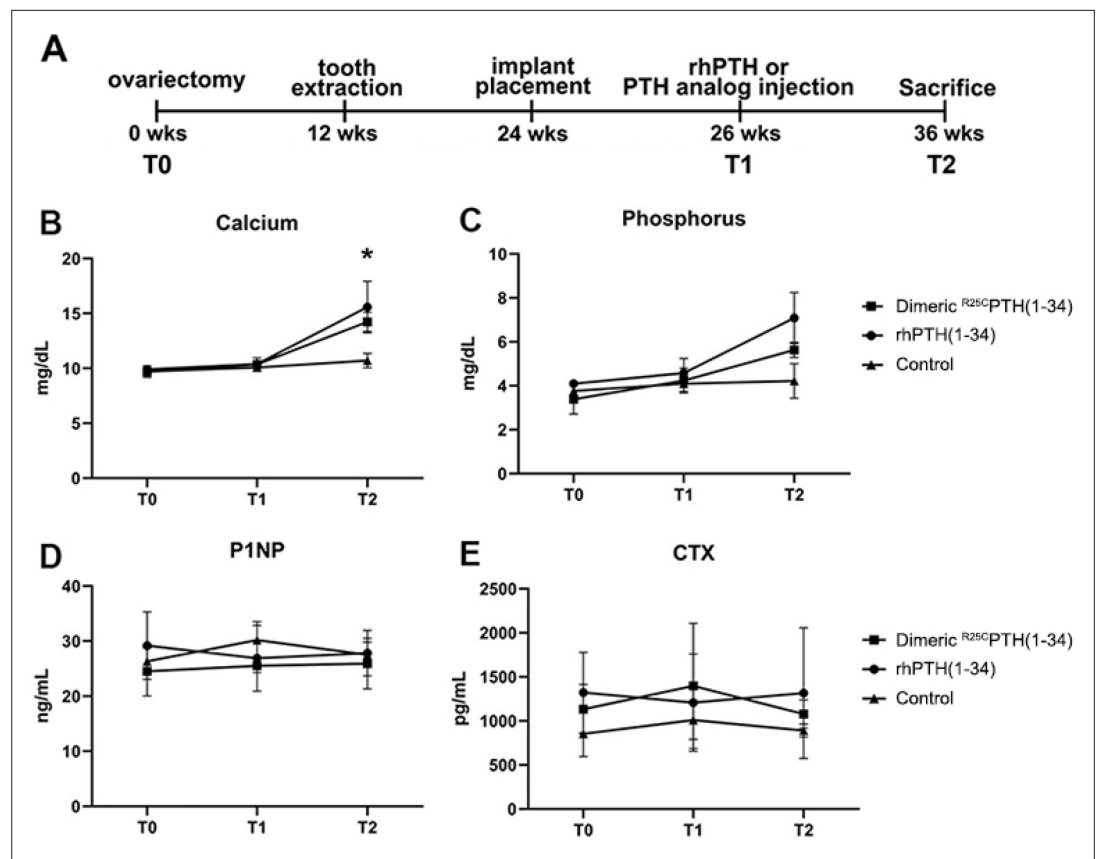 A
ovariectomy
tooth
extraction
implant
placement
rhPTH or
PTH analog injection
Sacrifice
0 wks
12 wks
24 wks
26 wks
36 wks
T0
T1
T2
B
Calcium
*
mg/dL
20
15
10
5
0
T0
T1
T2
C
Phosphorus
mg/dL
10
8
6
4
2
0
T0
T1
T2
Dimeric R25CPTH(1-34)
rhPTH(1-34)
Control
D
P1NP
ng/mL
40
30
20
10
0
T0
T1
T2
E
CTX
pg/mL
2500
2000
1500
1000
500
0
T0
T1
T2
Dimeric R25CPTH(1-34)
rhPTH(1-34)
Control